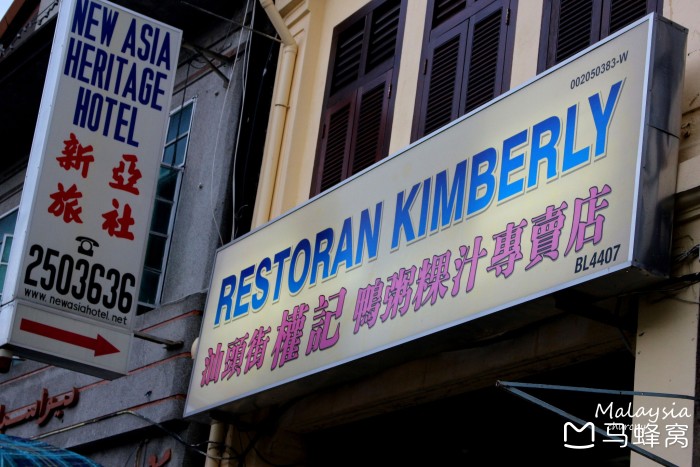 NEW ASIA
HERITAGE
HOTEL
新亚
旅社
☎
2503636
www.newasiahotel.net
002050383-W
RESTORAN KIMBERLY
汕頭街權記鴨粥粿汁專賣店
BL4407
Malaysia
马蜂窝